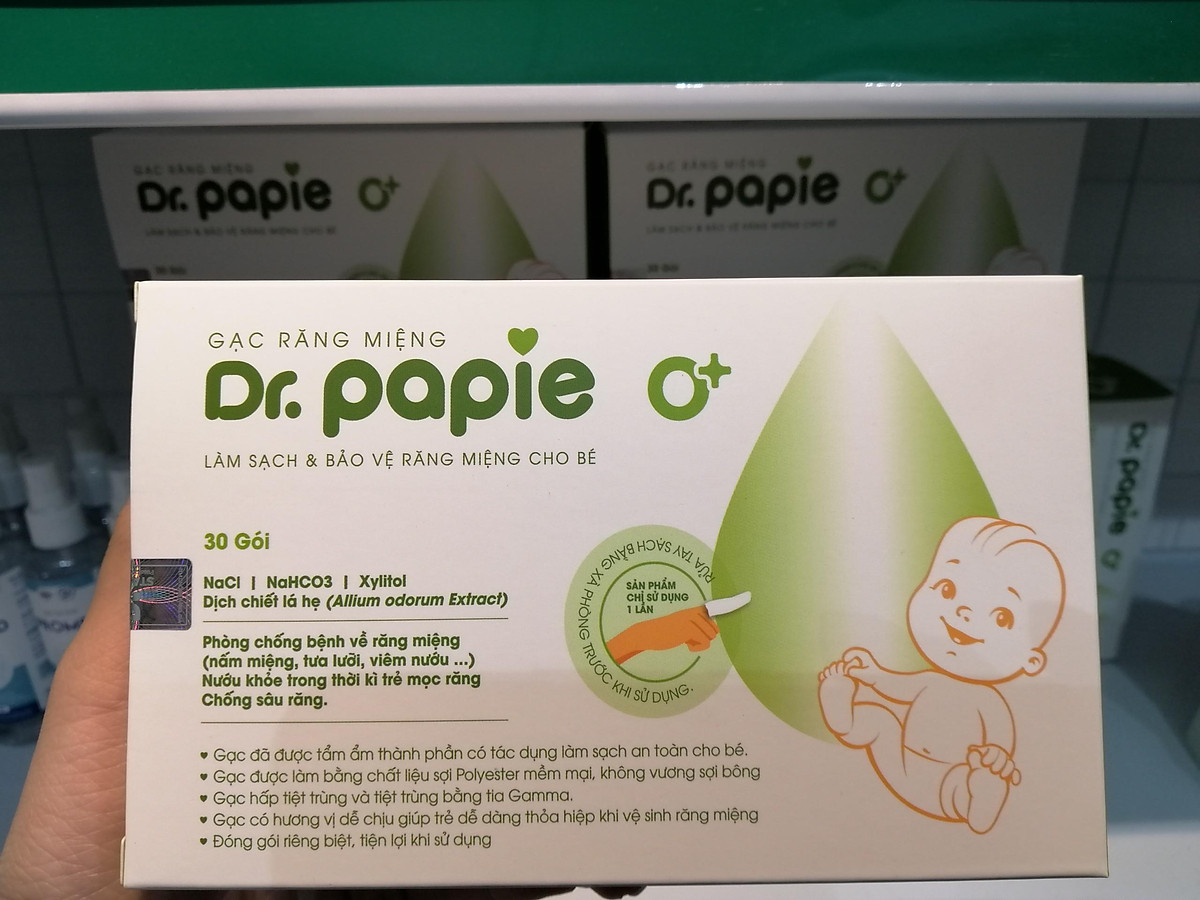 GẠC RĂNG MIỆNG
Dr. papie 0+
LÀM SẠCH & BẢO VỆ RĂNG MIỆNG CHO BÉ
30 Gói
GẠC RĂNG MIỆNG
Dr. papie 0+
LÀM SẠCH & BẢO VỆ RĂNG MIỆNG CHO BÉ
30 Gói
GẠC RĂNG MIỆNG
Dr. papie 0+
LÀM SẠCH & BẢO VỆ RĂNG MIỆNG CHO BÉ
30 Gói
NaCl | NaHCO3 | Xylitol
Dịch chiết lá hẹ (Allium odorum Extract)
Phòng chống bệnh về răng miệng
(nấm miệng, tưa lưỡi, viêm nướu ...)
Nướu khỏe trong thời kì trẻ mọc răng
Chống sâu răng.
RỬA TAY SẠCH BẰNG XÀ PHÒNG TRƯỚC KHI SỬ DỤNG.
SẢN PHẨM
CHỈ SỬ DỤNG
1 LẦN
Gạc đã được tẩm ẩm thành phần có tác dụng làm sạch an toàn cho bé.
Gạc được làm bằng chất liệu sợi Polyester mềm mại, không vương sợi bông
Gạc hấp tiệt trùng và tiệt trùng bằng tia Gamma.
Gạc có hương vị dễ chịu giúp trẻ dễ dàng thỏa hiệp khi vệ sinh răng miệng
Đóng gói riêng biệt, tiện lợi khi sử dụng
Dr. papie